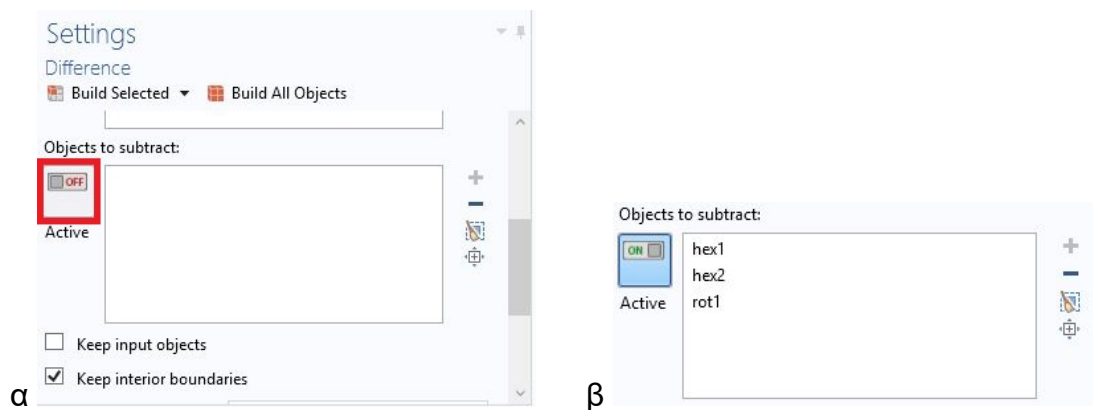 Settings
Difference
Build Selected ▼ Build All Objects
Objects to subtract:
OFF
Active
Keep input objects
Keep interior boundaries
α
Objects to subtract:
ON
hex1
hex2
Active rot1
β